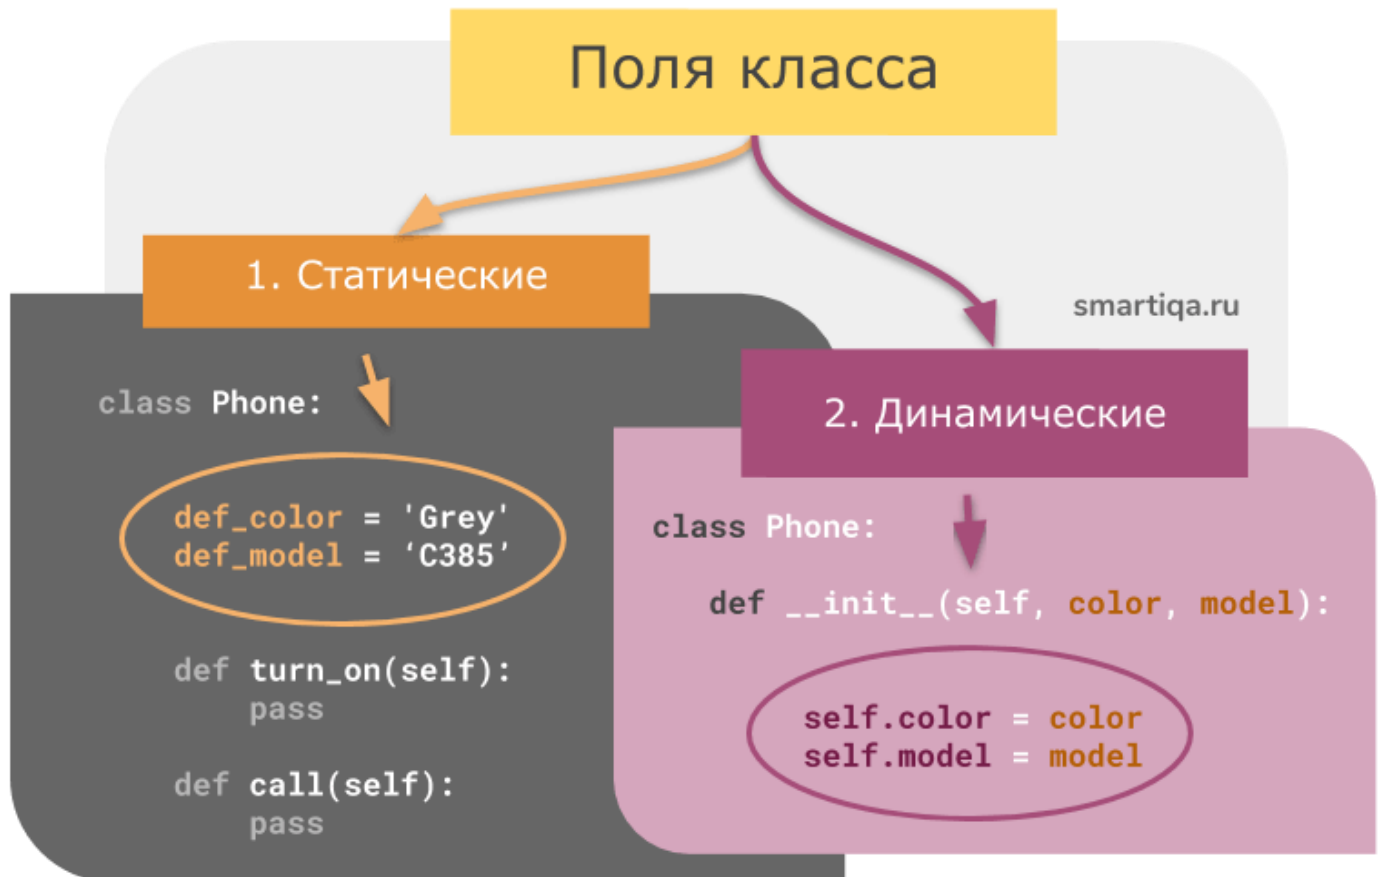 Поля класса
1. Статические
class Phone:
def_color = 'Grey'
def_model = ‘C385’
def turn_on(self):
pass
def call(self):
pass
smartiqa.ru
2. Динамические
class Phone:
def __init__(self, color, model):
self.color = color
self.model = model